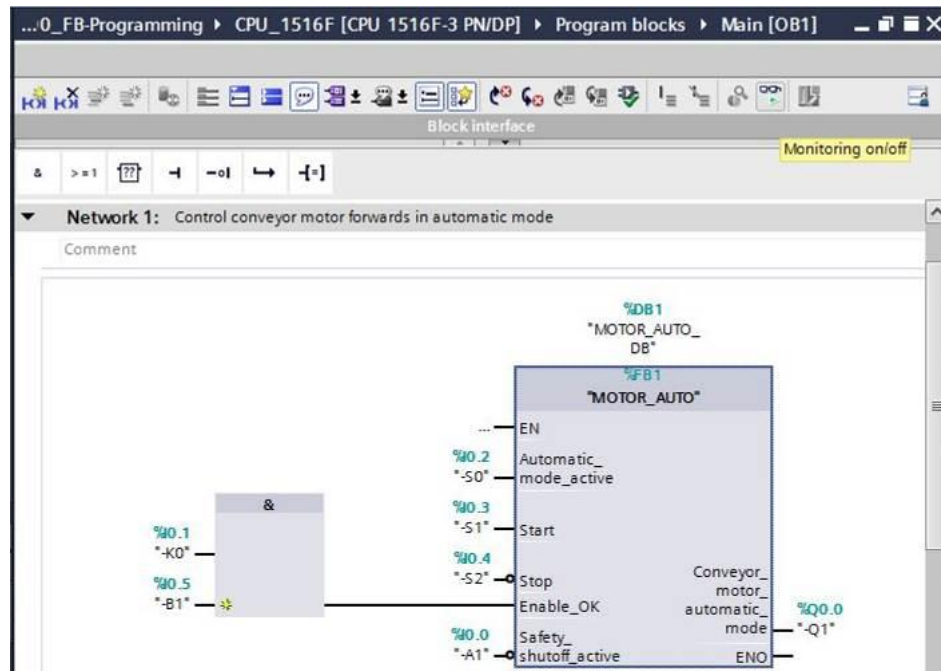 ...0_FB-Programming ▸ CPU_1516F [CPU 1516F-3 PN/DP] ▸ Program blocks ▸ Main [OB1]
Block interface
Monitoring on/off
& >=1 ??
Network 1: Control conveyor motor forwards in automatic mode
Comment
%DB1
"MOTOR_AUTO_
DB"
%FB1
"MOTOR_AUTO"
... EN
%I0.2
"-S0"
Automatic_
mode_active
%I0.3
"-S1"
Start
&
%I0.1
"-K0"
%I0.5
"-B1"
%I0.4
"-S2"
Stop
Enable_OK
%I0.0
"-A1"
Safety_
shutoff_active
Conveyor_
motor_
automatic_
mode
%Q0.0
"-Q1"
ENO